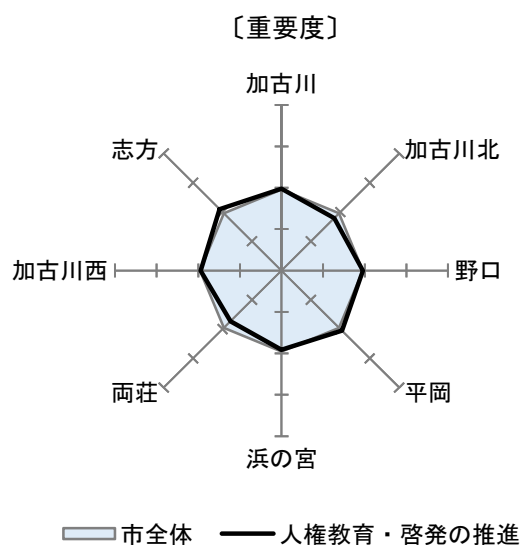 〔重要度〕
加古川
志方
加古川北
加古川西
野口
両荘
平岡
浜の宮
市全体
人権教育・啓発の推進